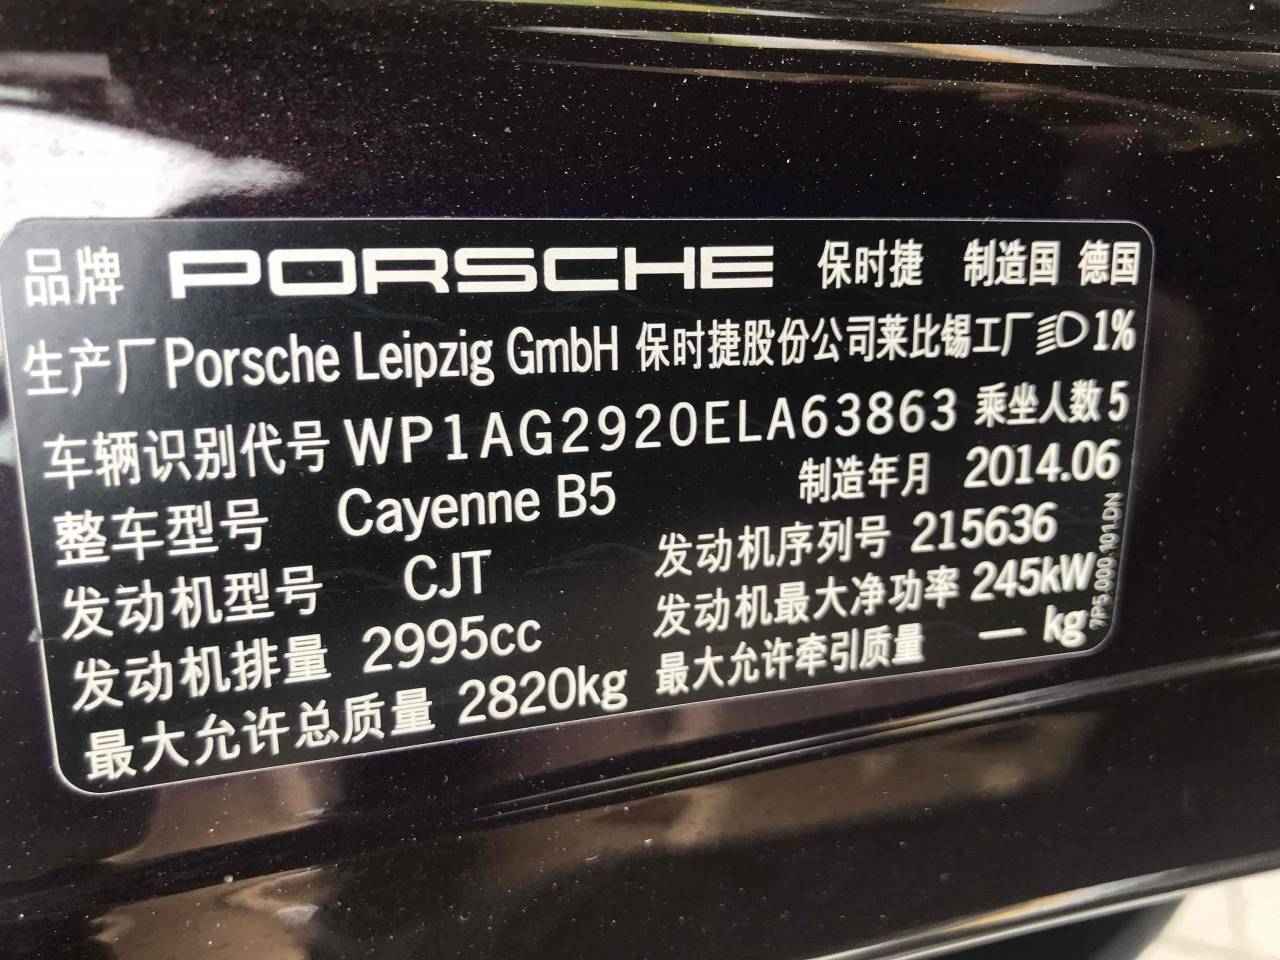 品牌 PORSCHE 保时捷 制造国 德国
生产厂 Porsche Leipzig GmbH 保时捷股份公司莱比锡工厂 1%
车辆识别代号 WP1AG2920ELA63863 乘坐人数 5
整车型号 Cayenne B5 制造年月 2014.06
发动机型号 CJT 发动机序列号 215636
发动机排量 2995cc 发动机最大净功率 245kW
最大允许总质量 2820kg 最大允许牵引质量 — kg
7P5.000.101.DN